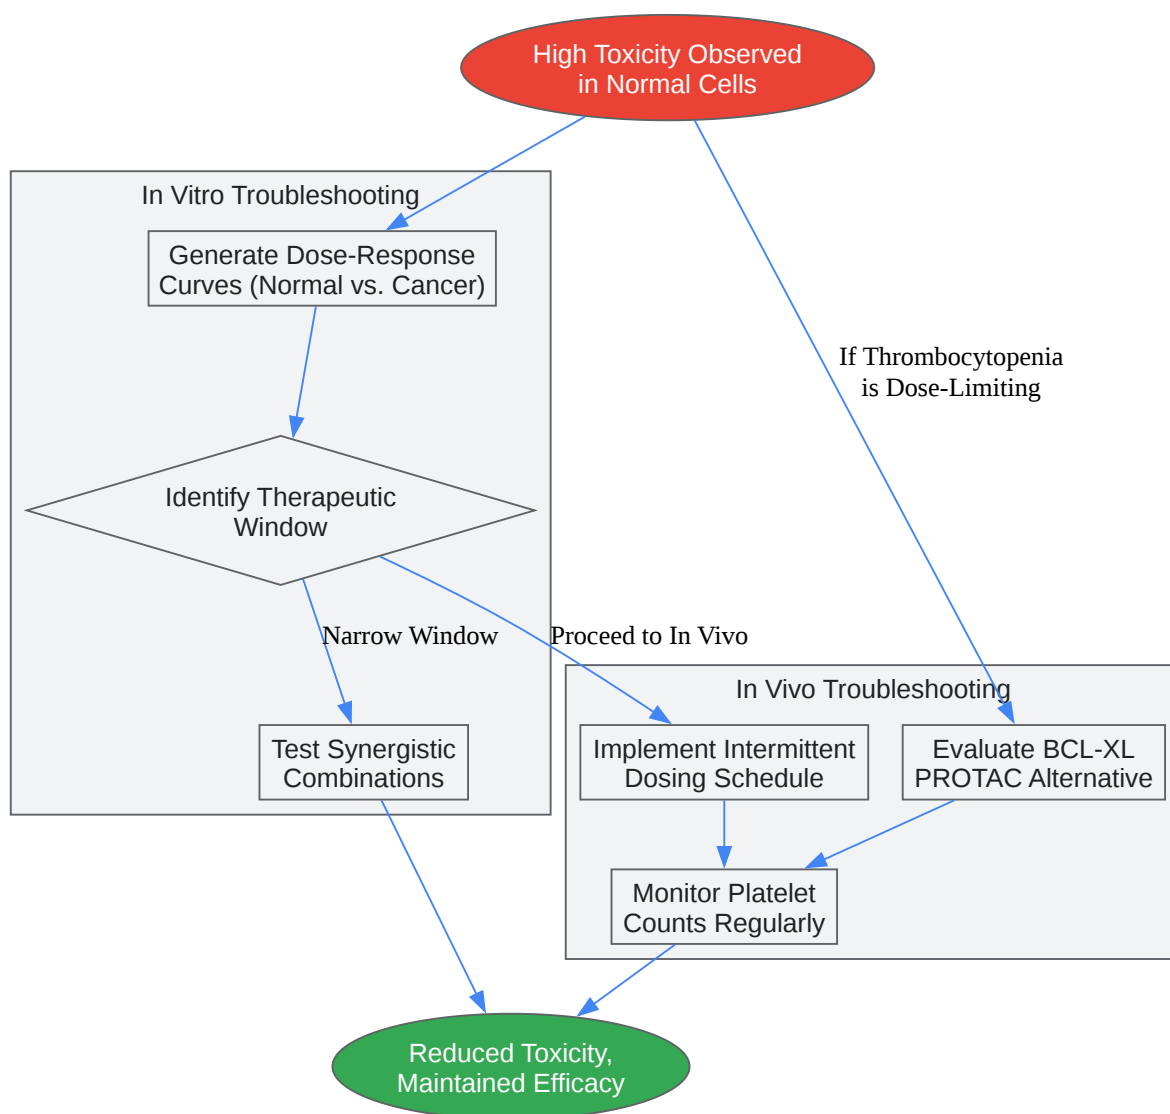 High Toxicity Observed
in Normal Cells
In Vitro Troubleshooting
Generate Dose-Response
Curves (Normal vs. Cancer)
If Thrombocytopenia
is Dose-Limiting
Identify Therapeutic
Window
Narrow Window
Proceed to In Vivo
In Vivo Troubleshooting
Test Synergistic
Combinations
Implement Intermittent
Dosing Schedule
Evaluate BCL-XL
PROTAC Alternative
Monitor Platelet
Counts Regularly
Reduced Toxicity,
Maintained Efficacy